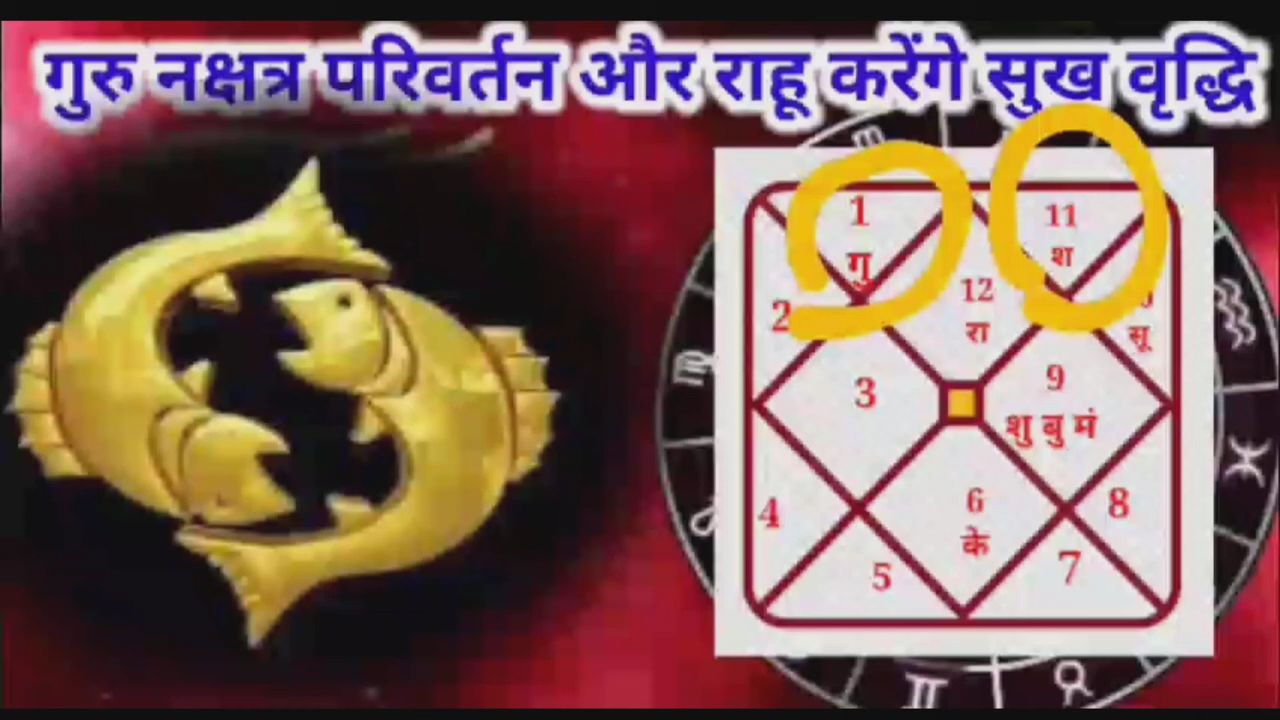 गुरु नक्षत्र परिवर्तन और राहू करेंगे सुख वृद्धि
1
गु
11
श
12
रा
2
सू
3
9
शु बु मं
4
6
के
8
5
7